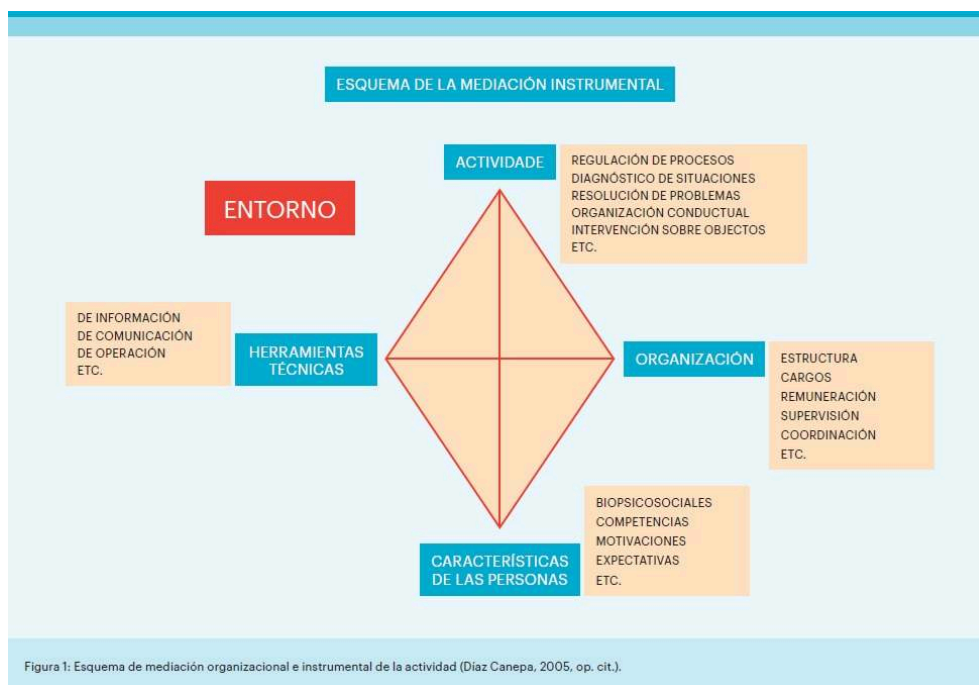 ESQUEMA DE LA MEDIACIÓN INSTRUMENTAL
ACTIVIDADE
REGULACIÓN DE PROCESOS
DIAGNÓSTICO DE SITUACIONES
RESOLUCIÓN DE PROBLEMAS
ORGANIZACIÓN CONDUCTUAL
INTERVENCIÓN SOBRE OBJECTOS
ETC.
ENTORNO
DE INFORMACIÓN
DE COMUNICACIÓN
DE OPERACIÓN
ETC.
HERRAMIENTAS
TÉCNICAS
ORGANIZACIÓN
ESTRUCTURA
CARGOS
REMUNERACIÓN
SUPERVISIÓN
COORDINACIÓN
ETC.
CARACTERÍSTICAS
DE LAS PERSONAS
BIOPSICOSOCIALES
COMPETENCIAS
MOTIVACIONES
EXPECTATIVAS
ETC.
Figura 1: Esquema de mediación organizacional e instrumental de la actividad (Díaz Canepa, 2005, op. cit.).